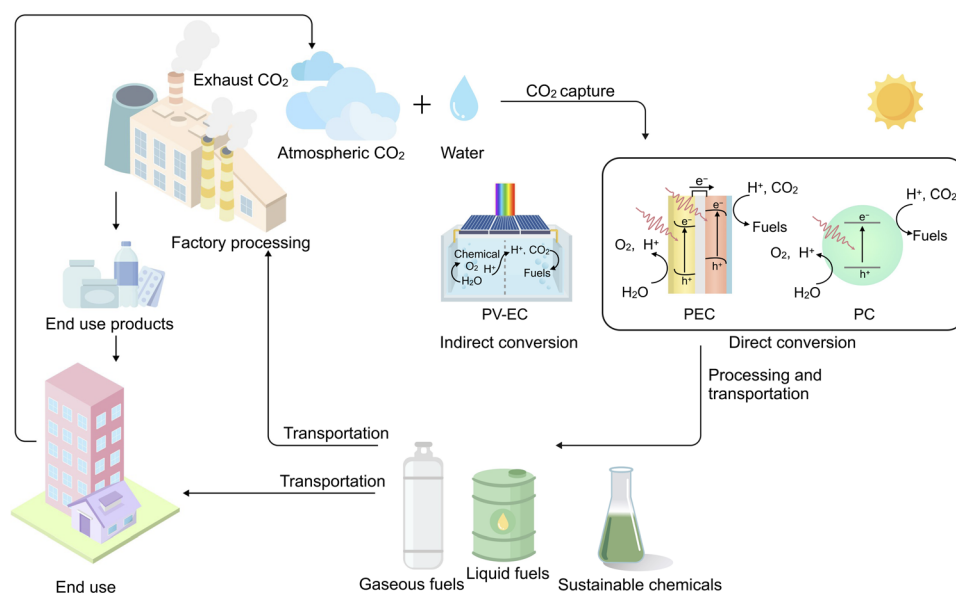 Exhaust CO₂
Atmospheric CO₂
+
Water
CO₂ capture
Factory processing
End use products
End use
Chemical
O₂
H₂O
H⁺
H⁺, CO₂
Fuels
PV-EC
Indirect conversion
e⁻
e⁻
e⁻
h⁺
h⁺
O₂, H⁺
H₂O
H⁺, CO₂
Fuels
PEC
e⁻
h⁺
O₂, H⁺
H₂O
H⁺, CO₂
Fuels
PC
Direct conversion
Processing and
transportation
Transportation
Transportation
Gaseous fuels
Liquid fuels
Sustainable chemicals